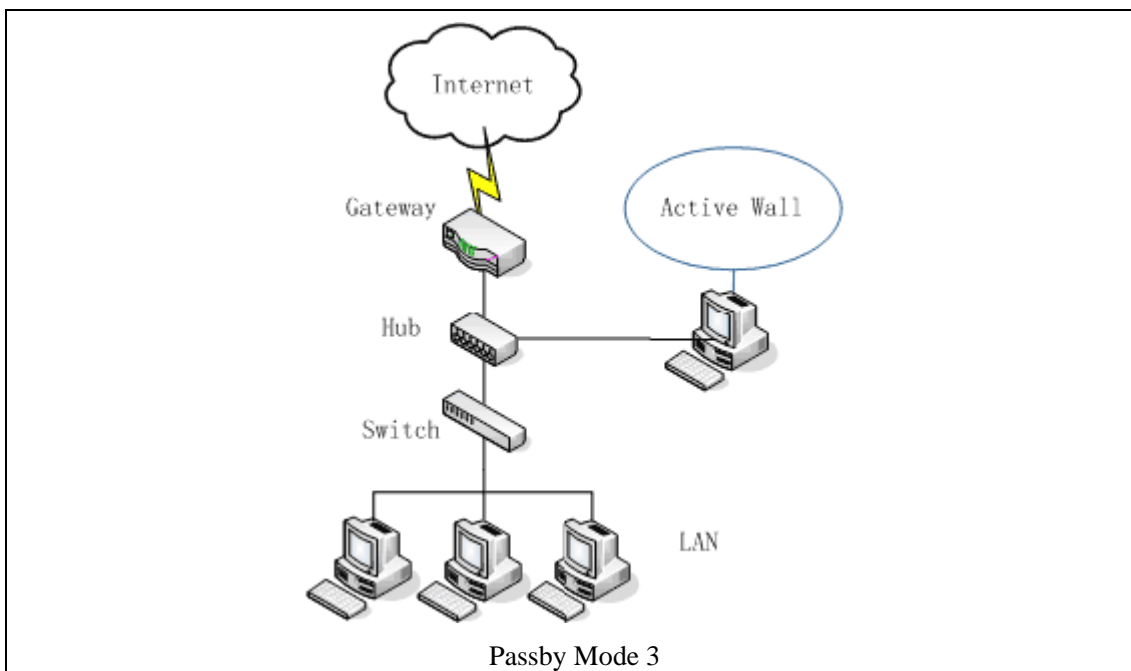 Internet
Gateway
Active Wall
Hub
Switch
LAN
Passby Mode 3